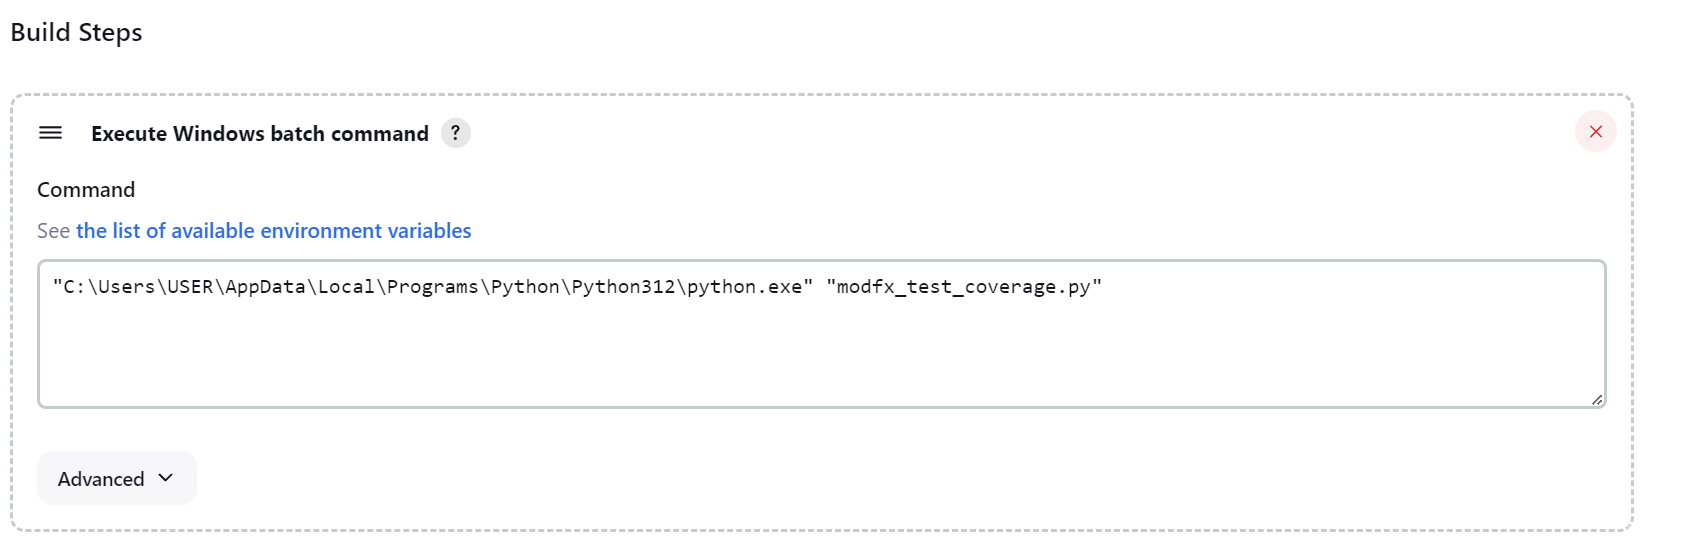 Build Steps
Execute Windows batch command ?
Command
See the list of available environment variables
"C:\Users\USER\AppData\Local\Programs\Python\Python312\python.exe" "modfx_test_coverage.py"
Advanced